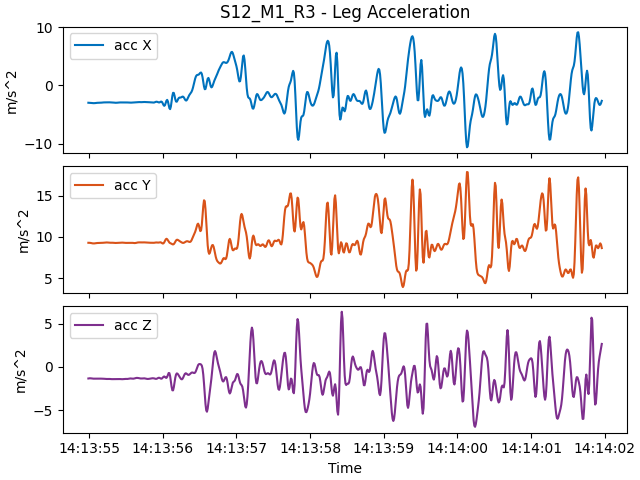 S12_M1_R3 - Leg Acceleration
10
0
−10
m/s^2
acc X
15
10
5
m/s^2
acc Y
5
0
−5
m/s^2
acc Z
14:13:55 14:13:56 14:13:57 14:13:58 14:13:59 14:14:00 14:14:01 14:14:02
Time